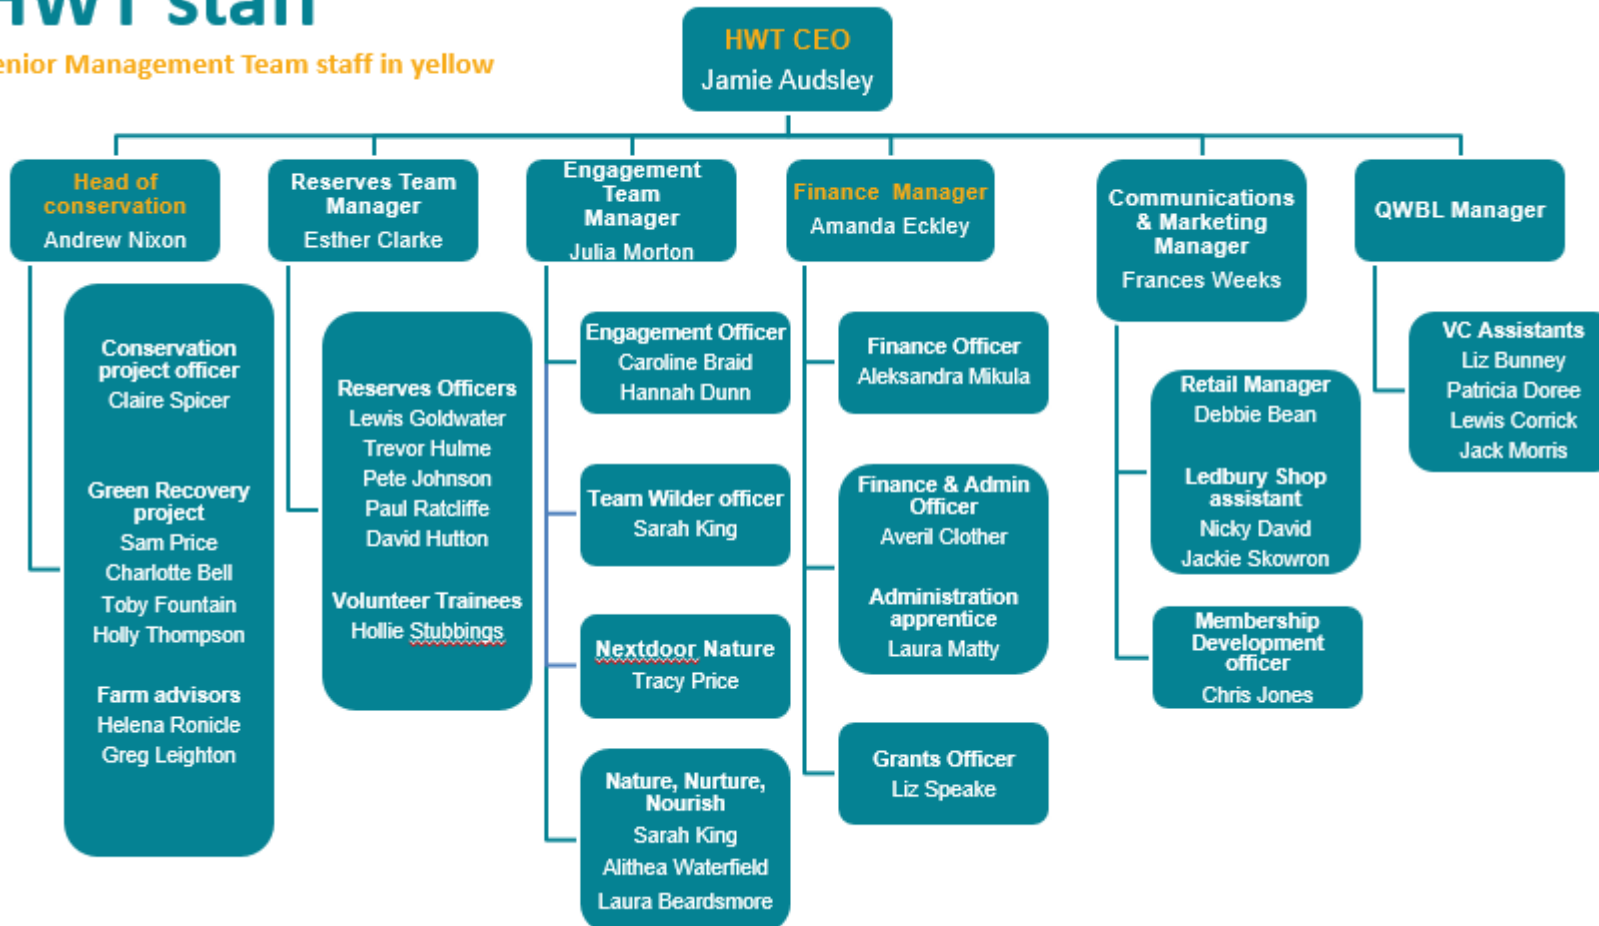 HWT staff
enior Management Team staff in yellow
HWT CEO
Jamie Audsley
Head of
conservation
Andrew Nixon
Reserves Team
Manager
Esther Clarke
Engagement
Team
Manager
Julia Morton
Finance Manager
Amanda Eckley
Communications
& Marketing
Manager
Frances Weeks
QWBL Manager
Conservation
project officer
Claire Spicer
Green Recovery
project
Sam Price
Charlotte Bell
Toby Fountain
Holly Thompson
Farm advisors
Helena Ronicle
Greg Leighton
Reserves Officers
Lewis Goldwater
Trevor Hulme
Pete Johnson
Paul Ratcliffe
David Hutton
Volunteer Trainees
Hollie Stubbings
Engagement Officer
Caroline Braid
Hannah Dunn
Team Wilder officer
Sarah King
Nextdoor Nature
Tracy Price
Nature, Nurture,
Nourish
Sarah King
Alithea Waterfield
Laura Beardsmore
Finance Officer
Aleksandra Mikula
Finance & Admin
Officer
Averil Clother
Administration
apprentice
Laura Matty
Grants Officer
Liz Speake
Retail Manager
Debbie Bean
Ledbury Shop
assistant
Nicky David
Jackie Skowron
Membership
Development
officer
Chris Jones
VC Assistants
Liz Bunney
Patricia Doree
Lewis Corrick
Jack Morris